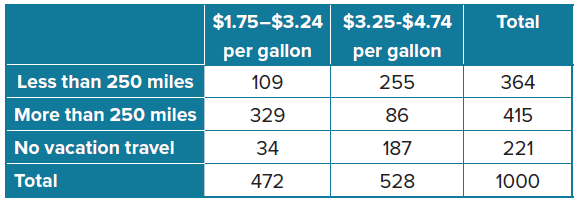 $1.75–$3.24 $3.25-$4.74 Total
per gallon per gallon
Less than 250 miles 109 255 364
More than 250 miles 329 86 415
No vacation travel 34 187 221
Total 472 528 1000